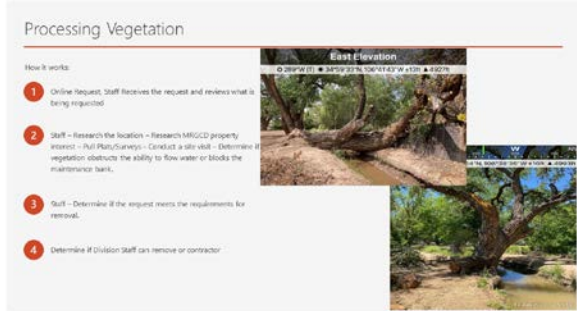 Processing Vegetation
How it works:
1 Online Request, Staff Receives the request and reviews what is
being requested
2 Staff – Research the location – Research MRGCD property
interest – Pull Plats/Surveys – Conduct a site visit – Determine if
vegetation obstructs the ability to flow water or blocks the
maintenance bank.
3 Staff – Determine if the request meets the requirements for
removal.
4 Determine if Division Staff can remove or contractor
East Elevation
W